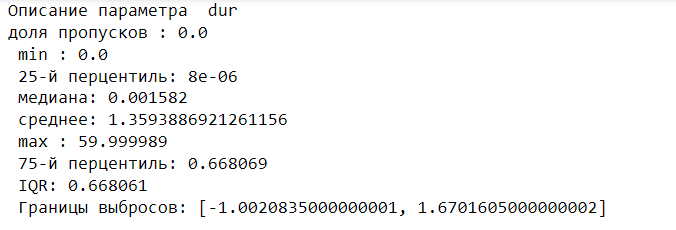 Описание параметра  dur
доля пропусков : 0.0
 min : 0.0
 25-й перцентиль: 8e-06
 медиана: 0.001582
 среднее: 1.3593886921261156
 max : 59.999989
 75-й перцентиль: 0.668069
 IQR: 0.668061
 Границы выбросов: [-1.0020835000000001, 1.6701605000000002]